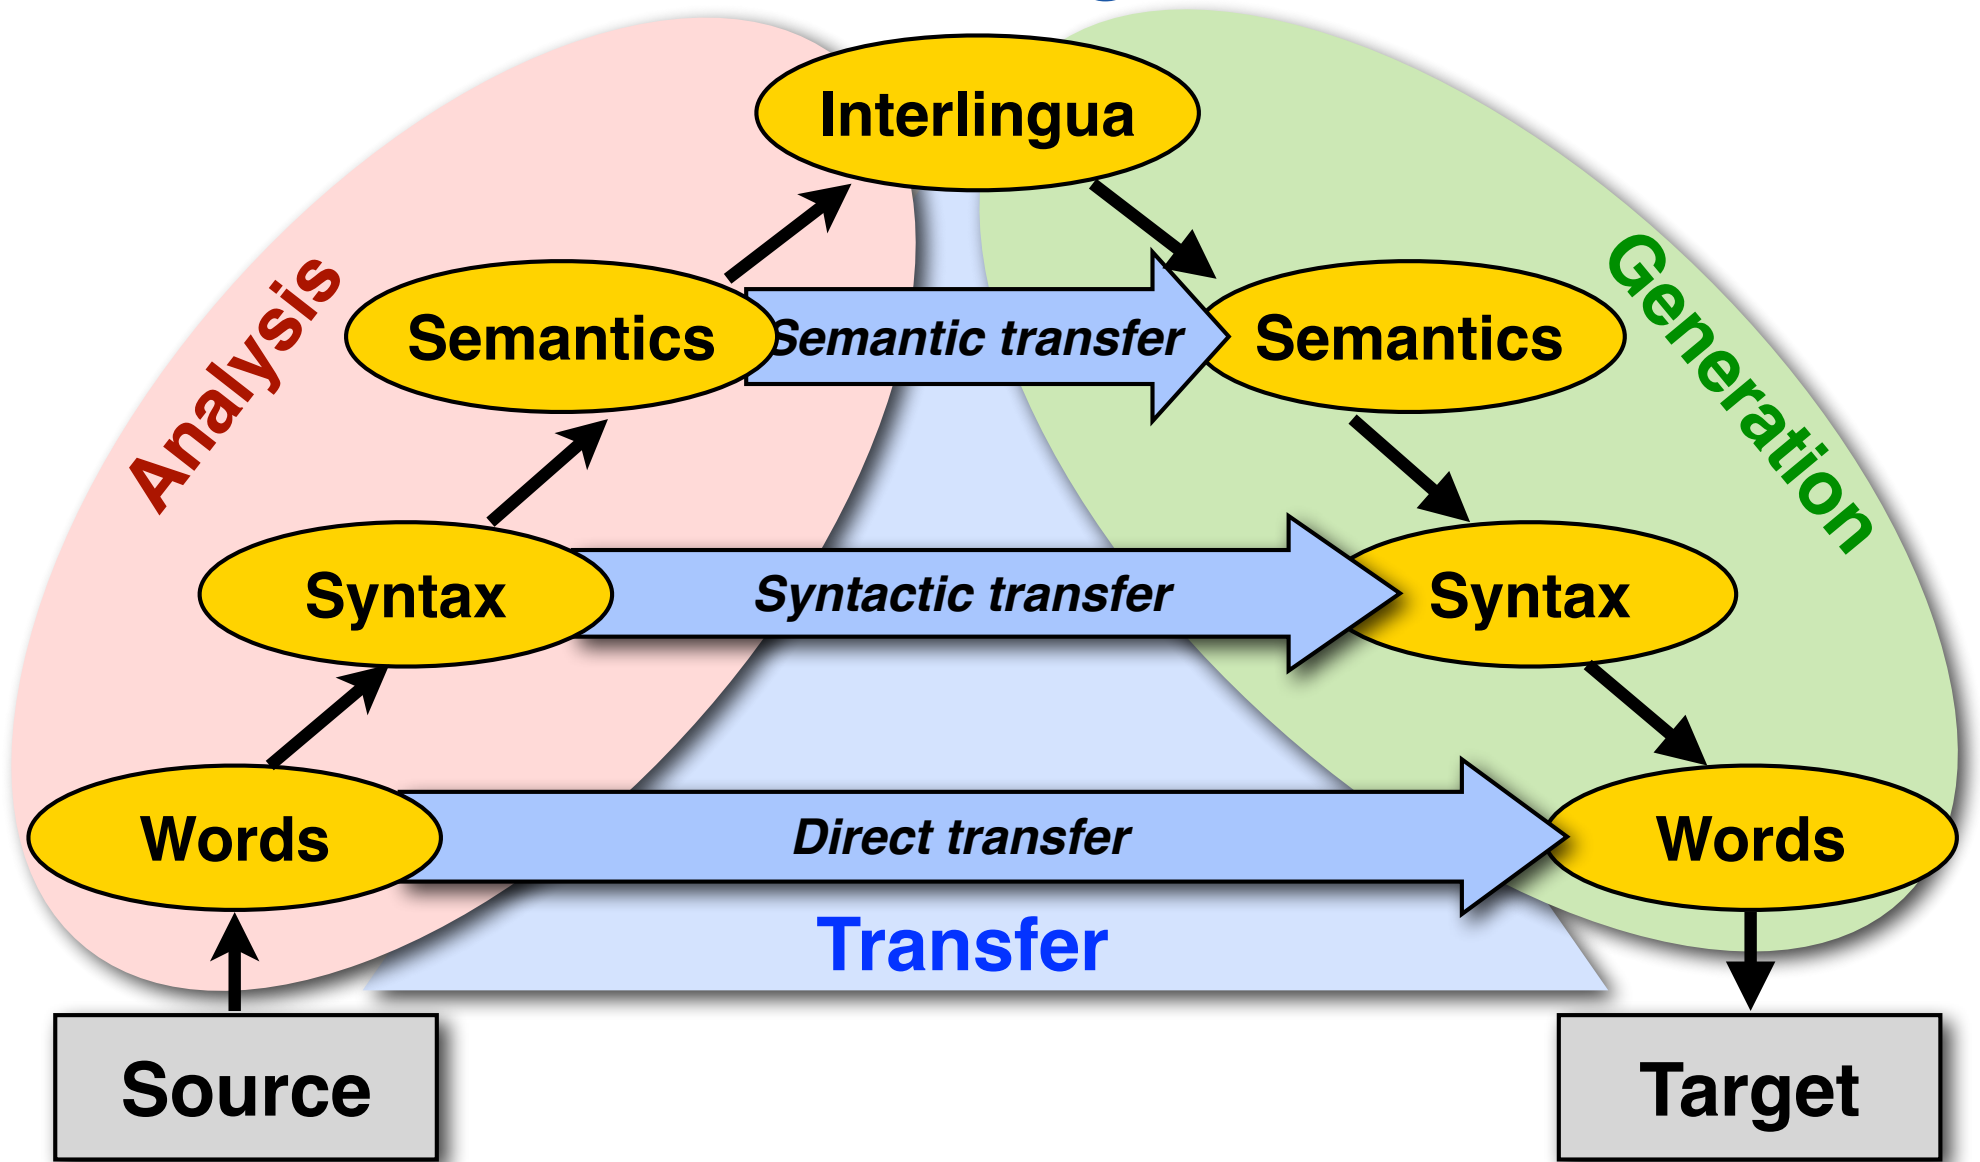 Interlingua
Analysis
Generation
Semantics
Semantic transfer
Semantics
Syntax
Syntactic transfer
Syntax
Words
Direct transfer
Words
Transfer
Source
Target